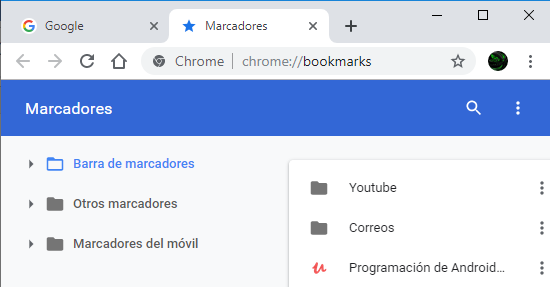 Google
Marcadores
Chrome | chrome://bookmarks
Marcadores
Barra de marcadores
Otros marcadores
Marcadores del móvil
Youtube
Correos
Programación de Android...